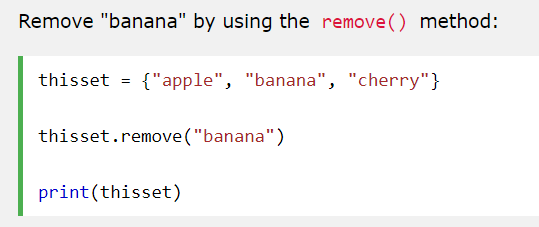 Remove "banana" by using the remove() method:
thisset = {"apple", "banana", "cherry"}
thisset.remove("banana")
print(thisset)